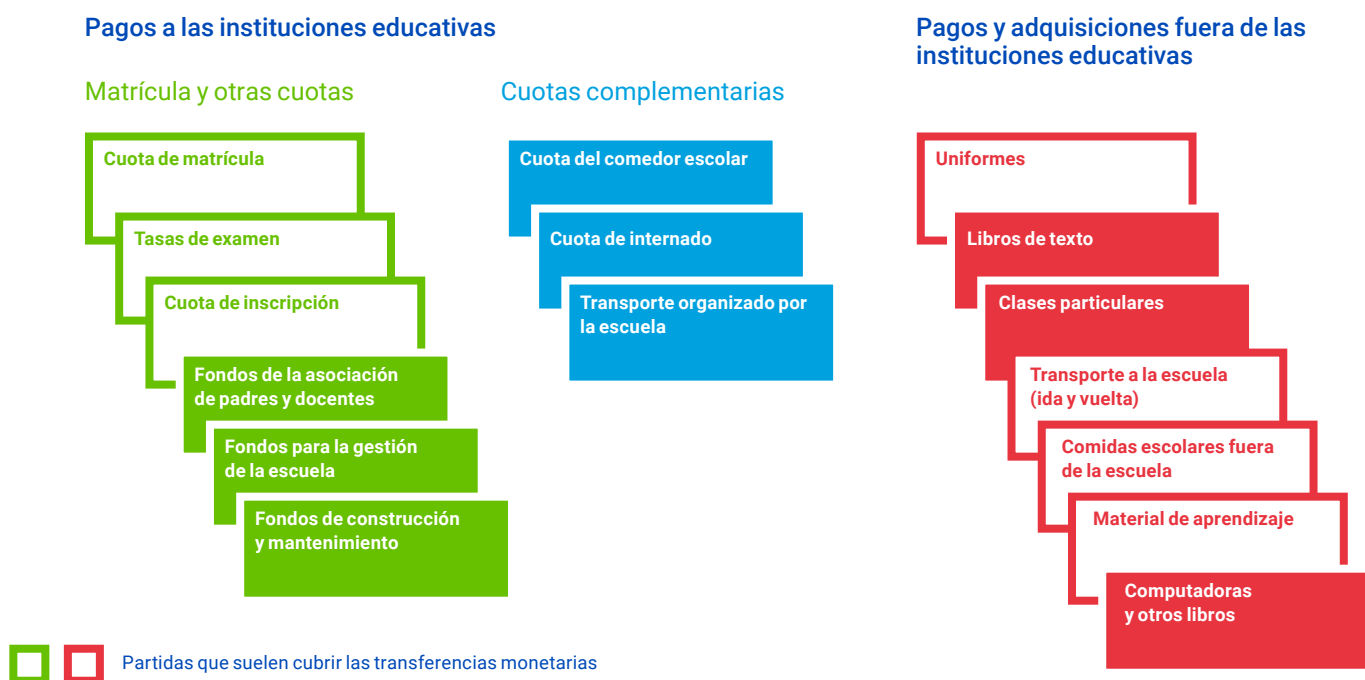 Pagos a las instituciones educativas
Matrícula y otras cuotas
Cuota de matrícula
Tasas de examen
Cuota de inscripción
Fondos de la asociación
de padres y docentes
Fondos para la gestión
de la escuela
Fondos de construcción
y mantenimiento
Cuotas complementarias
Cuota del comedor escolar
Cuota de internado
Transporte organizado por
la escuela
Pagos y adquisiciones fuera de las
instituciones educativas
Uniformes
Libros de texto
Clases particulares
Transporte a la escuela
(ida y vuelta)
Comidas escolares fuera
de la escuela
Material de aprendizaje
Computadoras
y otros libros
Partidas que suelen cubrir las transferencias monetarias